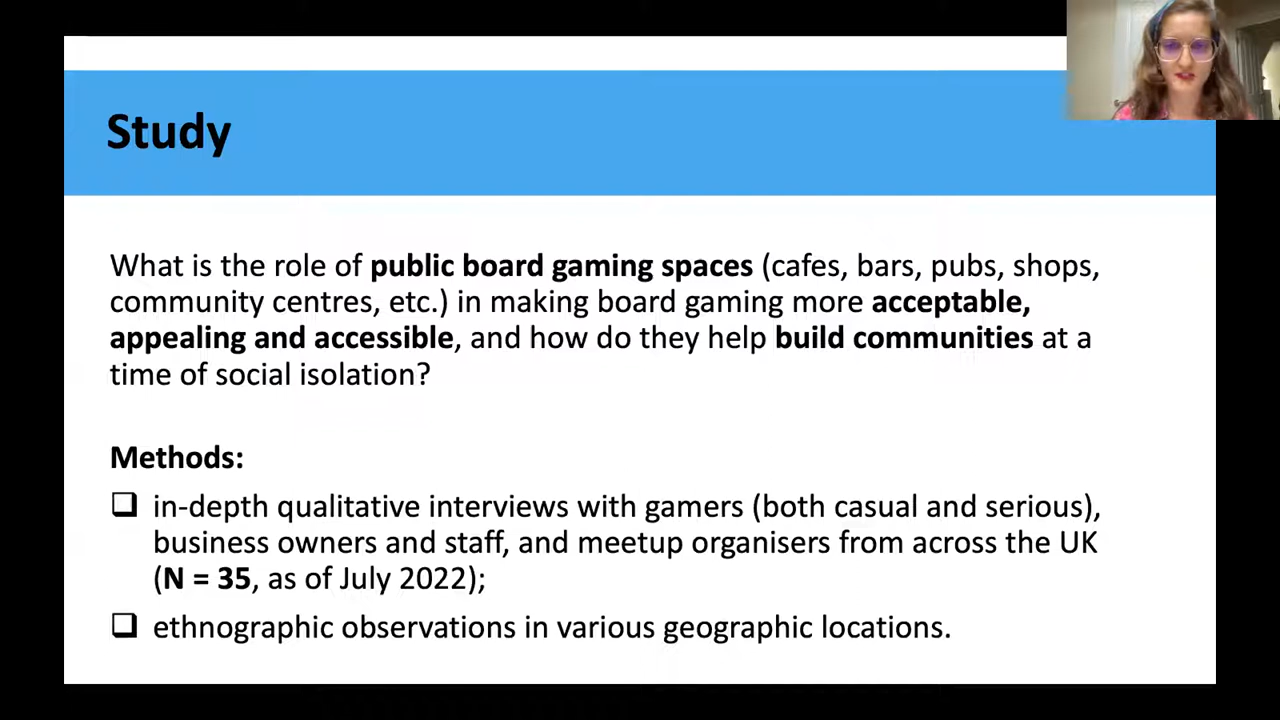 Study
What is the role of public board gaming spaces (cafes, bars, pubs, shops,
community centres, etc.) in making board gaming more acceptable,
appealing and accessible, and how do they help build communities at a
time of social isolation?
Methods:
❑ in-depth qualitative interviews with gamers (both casual and serious),
business owners and staff, and meetup organisers from across the UK
(N = 35, as of July 2022);
❑ ethnographic observations in various geographic locations.